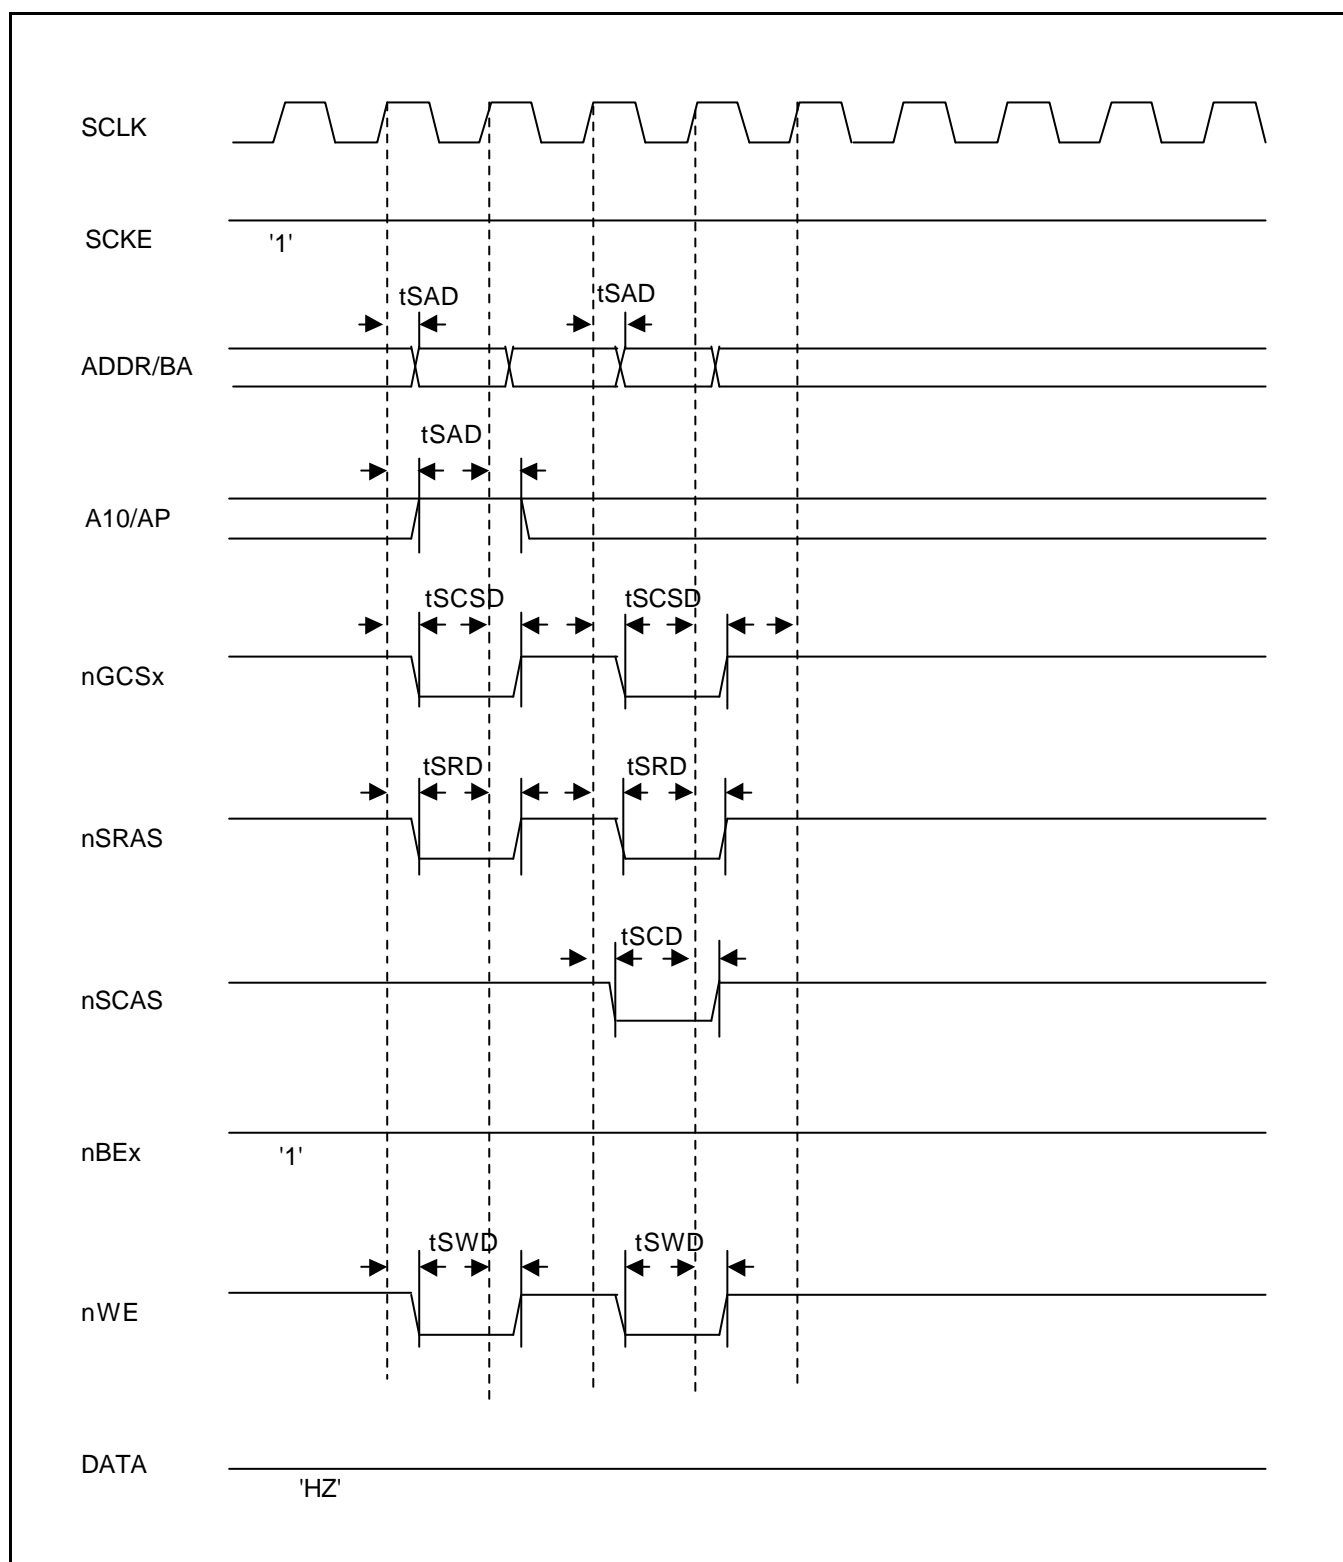 SCLK
SCKE
'1'
tSAD
tSAD
ADDR/BA
tSAD
A10/AP
tSCSD
tSCSD
nGCSx
tSRD
tSRD
nSRAS
tSCD
nSCAS
nBEx
'1'
tSWD
tSWD
nWE
DATA
'HZ'